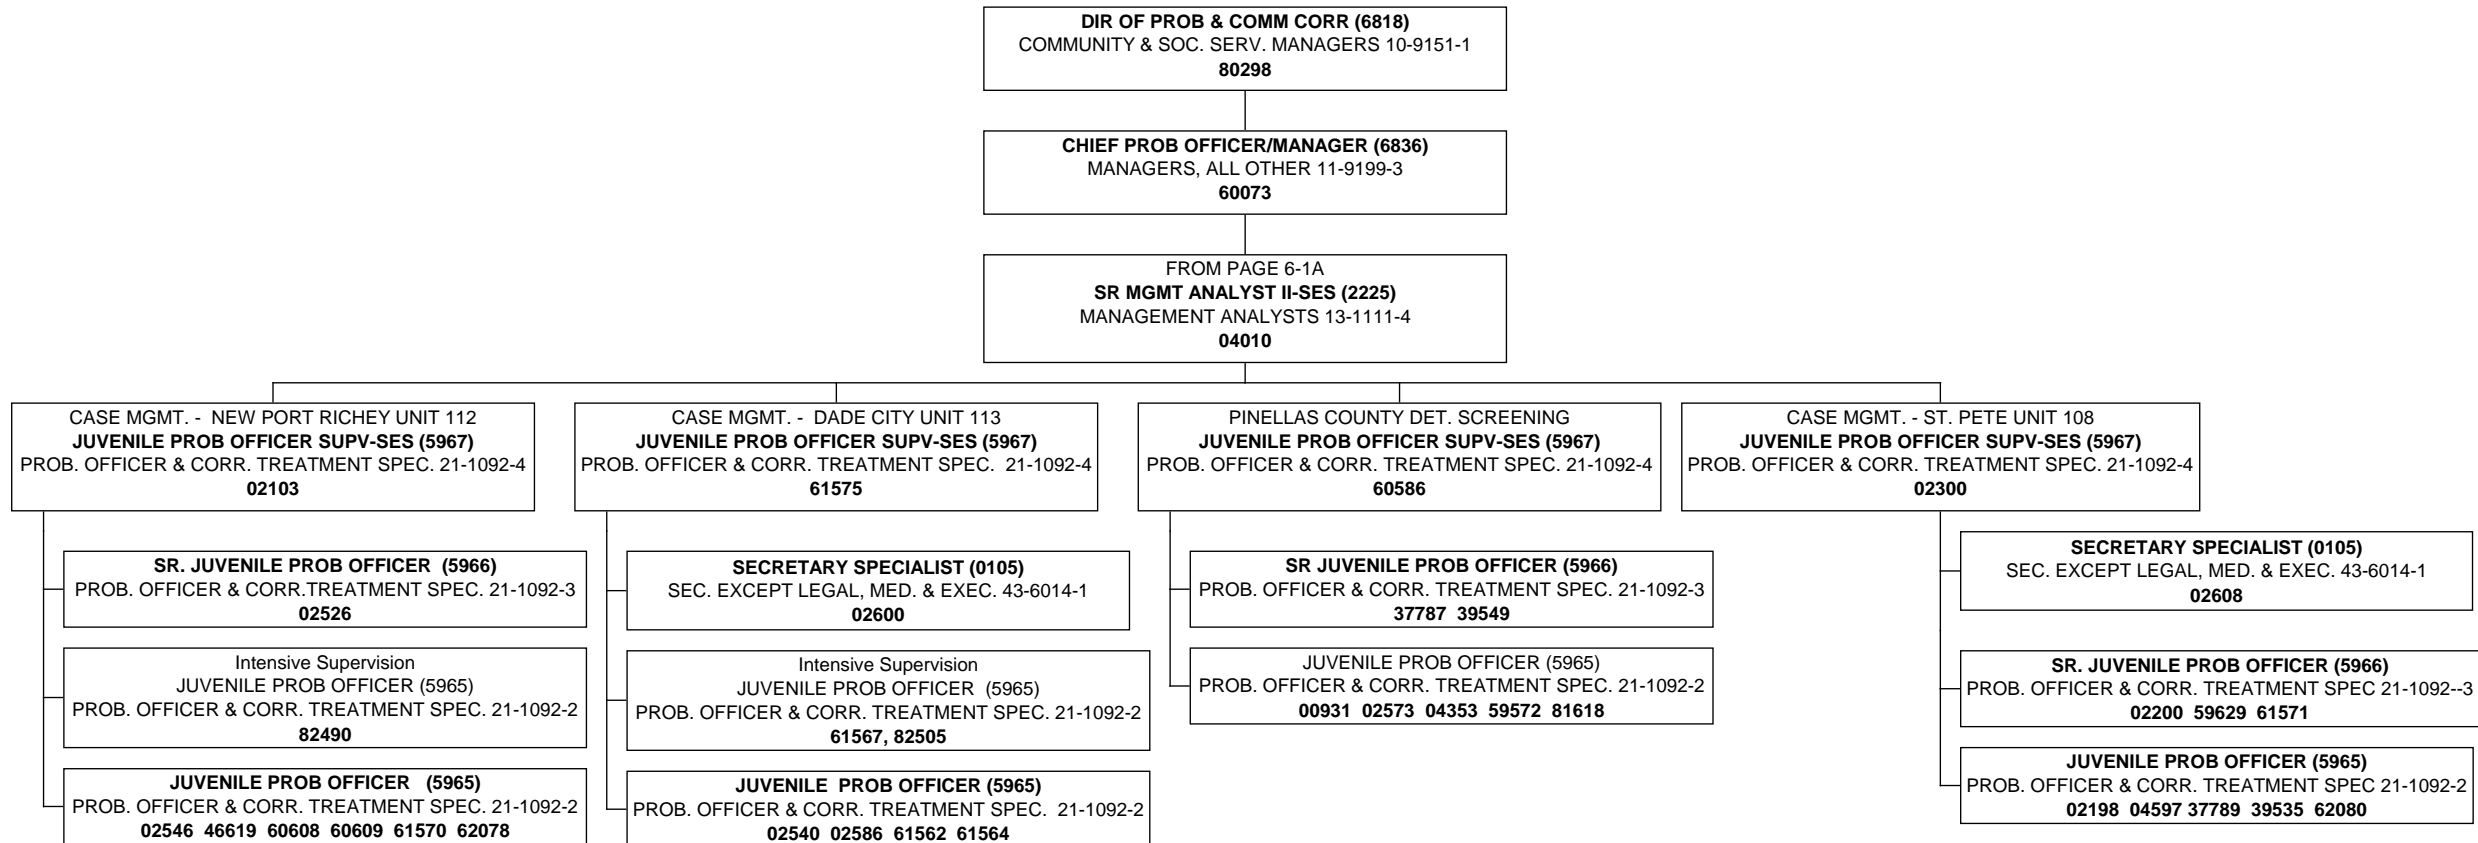 DIR OF PROB & COMM CORR (6818)
COMMUNITY & SOC. SERV. MANAGERS 10-9151-1
80298
CHIEF PROB OFFICER/MANAGER (6836)
MANAGERS, ALL OTHER 11-9199-3
60073
FROM PAGE 6-1A
SR MGMT ANALYST II-SES (2225)
MANAGEMENT ANALYSTS 13-1111-4
04010
CASE MGMT. - NEW PORT RICHEY UNIT 112
JUVENILE PROB OFFICER SUPV-SES (5967)
PROB. OFFICER & CORR. TREATMENT SPEC. 21-1092-4
02103
SR. JUVENILE PROB OFFICER (5966)
PROB. OFFICER & CORR.TREATMENT SPEC. 21-1092-3
02526
Intensive Supervision
JUVENILE PROB OFFICER (5965)
PROB. OFFICER & CORR. TREATMENT SPEC. 21-1092-2
82490
JUVENILE PROB OFFICER (5965)
PROB. OFFICER & CORR. TREATMENT SPEC. 21-1092-2
02546 46619 60608 60609 61570 62078
CASE MGMT. - DADE CITY UNIT 113
JUVENILE PROB OFFICER SUPV-SES (5967)
PROB. OFFICER & CORR. TREATMENT SPEC. 21-1092-4
61575
SECRETARY SPECIALIST (0105)
SEC. EXCEPT LEGAL, MED. & EXEC. 43-6014-1
02600
Intensive Supervision
JUVENILE PROB OFFICER (5965)
PROB. OFFICER & CORR. TREATMENT SPEC. 21-1092-2
61567, 82505
JUVENILE PROB OFFICER (5965)
PROB. OFFICER & CORR. TREATMENT SPEC. 21-1092-2
02540 02586 61562 61564
PINELLAS COUNTY DET. SCREENING
JUVENILE PROB OFFICER SUPV-SES (5967)
PROB. OFFICER & CORR. TREATMENT SPEC. 21-1092-4
60586
SR JUVENILE PROB OFFICER (5966)
PROB. OFFICER & CORR. TREATMENT SPEC. 21-1092-3
37787 39549
JUVENILE PROB OFFICER (5965)
PROB. OFFICER & CORR. TREATMENT SPEC. 21-1092-2
00931 02573 04353 59572 81618
CASE MGMT. - ST. PETE UNIT 108
JUVENILE PROB OFFICER SUPV-SES (5967)
PROB. OFFICER & CORR. TREATMENT SPEC. 21-1092-4
02300
SECRETARY SPECIALIST (0105)
SEC. EXCEPT LEGAL, MED. & EXEC. 43-6014-1
02608
SR. JUVENILE PROB OFFICER (5966)
PROB. OFFICER & CORR. TREATMENT SPEC 21-1092--3
02200 59629 61571
JUVENILE PROB OFFICER (5965)
PROB. OFFICER & CORR. TREATMENT SPEC 21-1092-2
02198 04597 37789 39535 62080